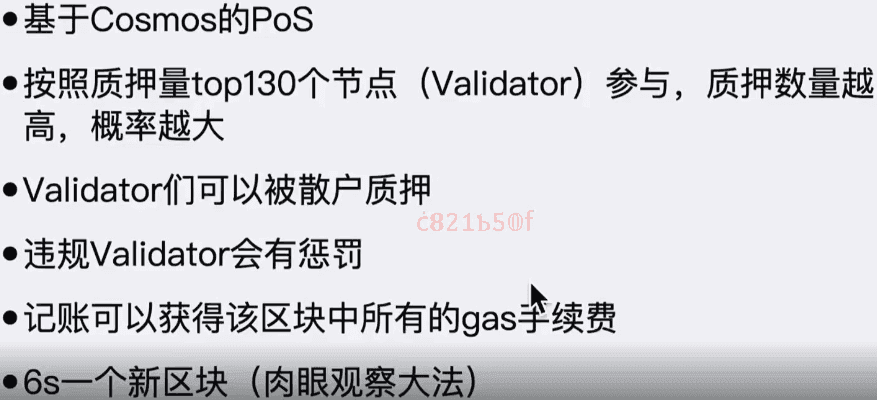 •基于Cosmos的PoS
•按照质押量top130个节点（Validator）参与，质押数量越
高，概率越大
•Validator们可以被散户质押
ċ821ь50f
•违规Validator会有惩罚
•记账可以获得该区块中所有的gas手续费
•6s一个新区块（肉眼观察大法）